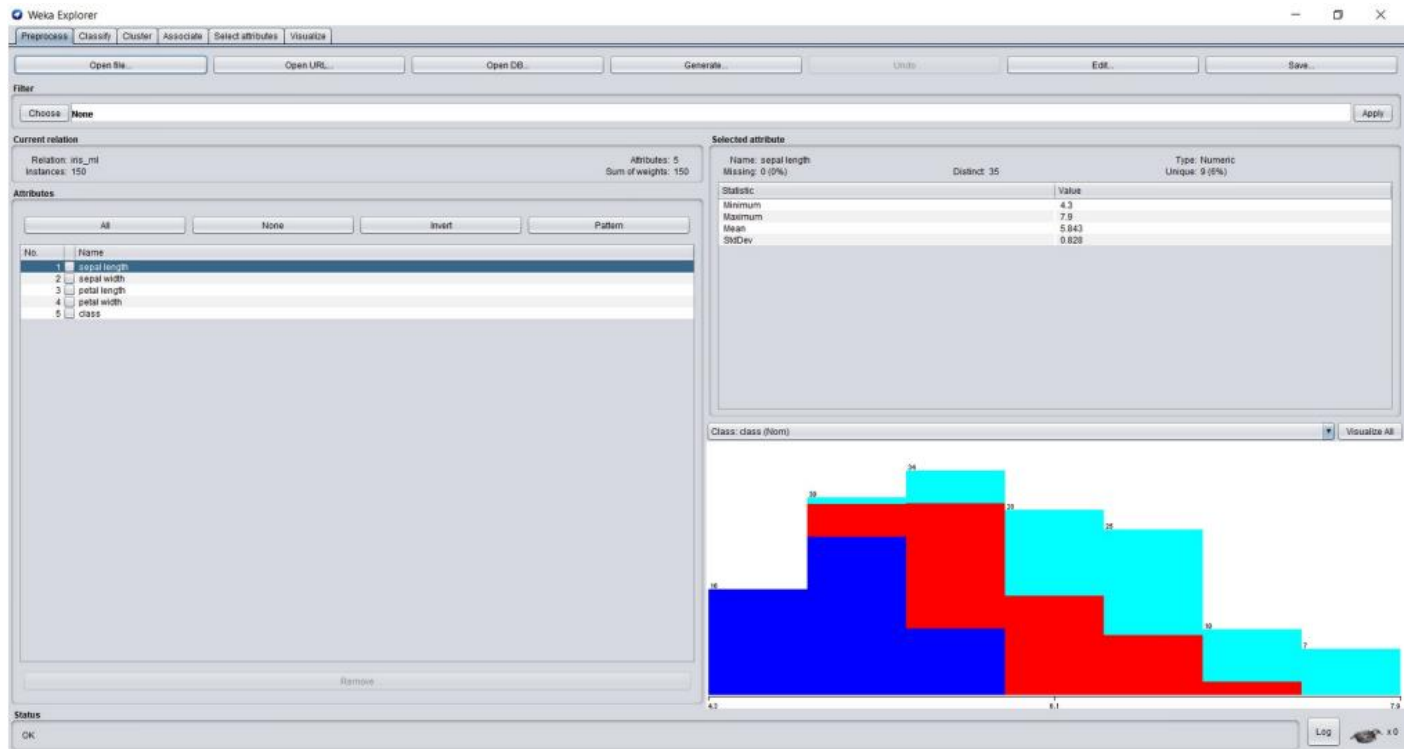 Weka Explorer
Preprocess Classify Cluster Associate Select attributes Visualize
Open file... Open URL... Open DB... Generate... Undo Edit... Save...
Filter
Choose None Apply
Current relation
Relation: iris_ml Attributes: 5
Instances: 150 Sum of weights: 150
Attributes
All None Invert Pattern
No. Name
1 sepal length
2 sepal width
3 petal length
4 petal width
5 class
Remove
Selected attribute
Name: sepal length Type: Numeric
Missing: 0 (0%) Distinct: 35 Unique: 9 (6%)
Statistic Value
Minimum 4.3
Maximum 7.9
Mean 5.843
StdDev 0.828
Class: class (Nom) Visualize All
34
30
28
25
16
10
7
4.3 6.1 7.9
Status
OK Log x 0